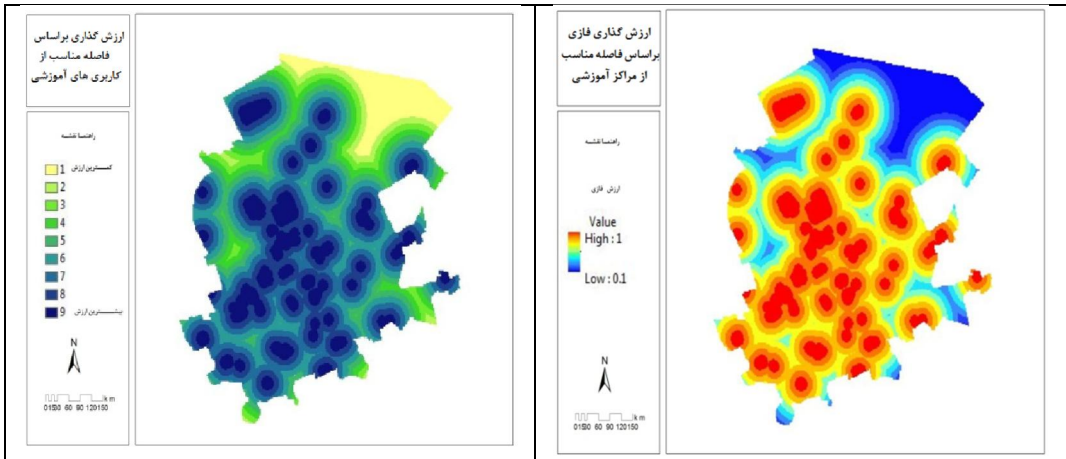 ارزش گذاری براساس
فاصله مناسب از
کاربری های آموزشی
راهنما نقشه
1 کمترین ارزش
2
3
4
5
6
7
8
9 بیشترین ارزش
N
km
ارزش گذاری فازی
براساس فاصله مناسب
از مراکز آموزشی
راهنما نقشه
ارزش فازی
Value
High : 1
Low : 0.1
N
km